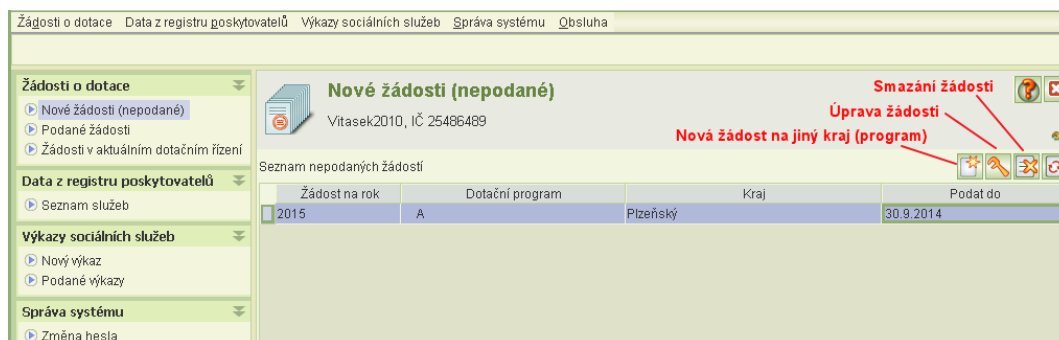 Žádosti o dotace Data z registru poskytovatelů Výkazy sociálních služeb Správa systému Obsluha
Žádosti o dotace
Nové žádosti (nepodané)
Podané žádosti
Žádosti v aktuálním dotačním řízení
Data z registru poskytovatelů
Seznam služeb
Výkazy sociálních služeb
Nový výkaz
Podané výkazy
Správa systému
Změna hesla
Nové žádosti (nepodané)
Vitasek2010, IČ 25486489
Smazání žádosti
Úprava žádosti
Nová žádost na jiný kraj (program)
Seznam nepodaných žádostí
Žádost na rok Dotační program Kraj Podat do
2015 A Plzeňský 30.9.2014